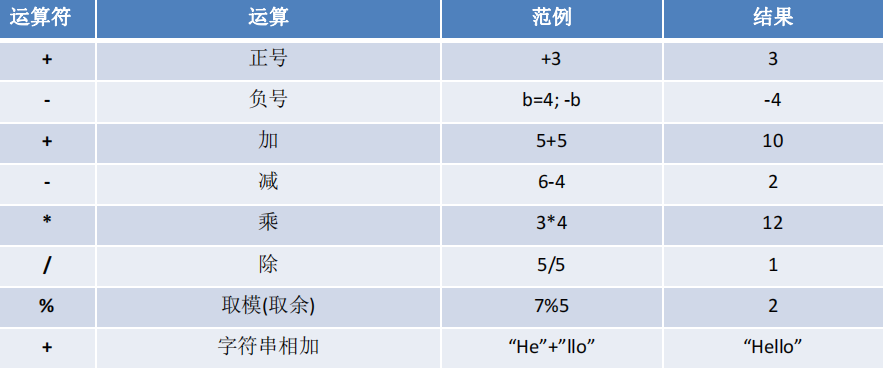 运算符 运算 范例 结果
+ 正号 +3 3
- 负号 b=4; -b -4
+ 加 5+5 10
- 减 6-4 2
* 乘 3*4 12
/ 除 5/5 1
% 取模(取余) 7%5 2
+ 字符串相加 “He”+”llo” “Hello”